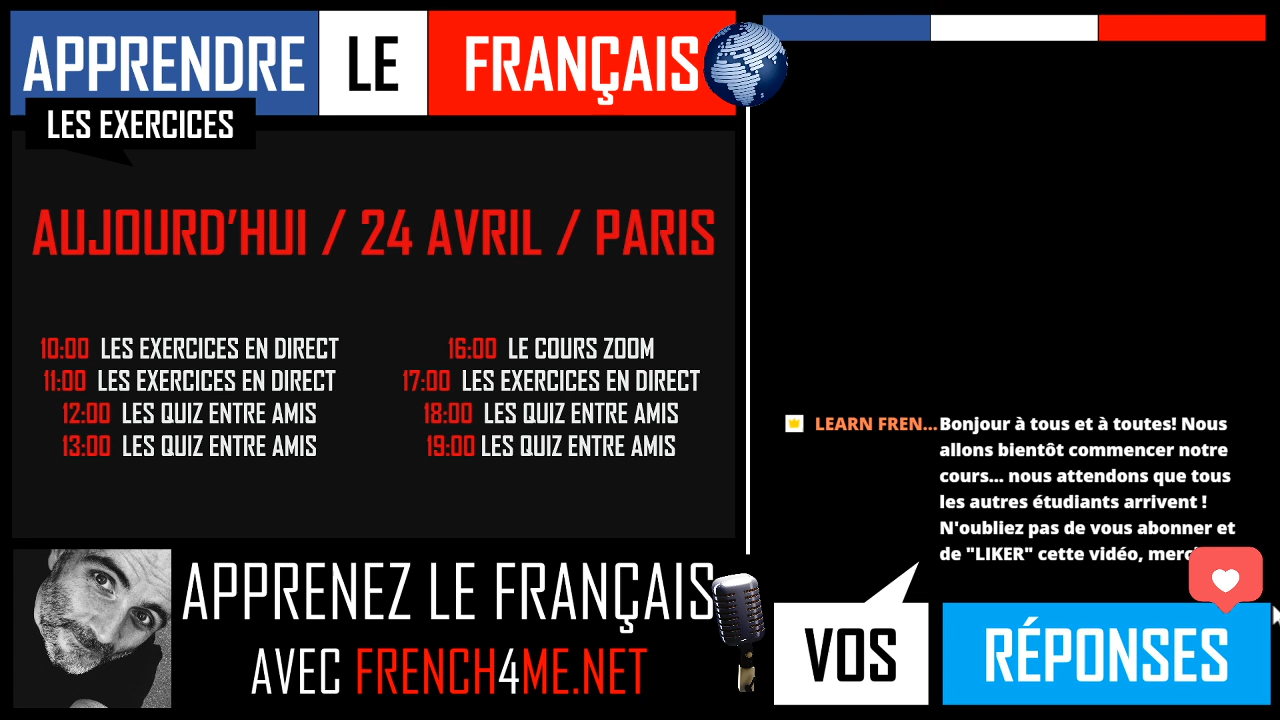 APPRENDRE LE FRANÇAIS
LES EXERCICES
AUJOURD'HUI / 24 AVRIL / PARIS
10:00 LES EXERCICES EN DIRECT
11:00 LES EXERCICES EN DIRECT
12:00 LES QUIZ ENTRE AMIS
13:00 LES QUIZ ENTRE AMIS
16:00 LE COURS ZOOM
17:00 LES EXERCICES EN DIRECT
18:00 LES QUIZ ENTRE AMIS
19:00 LES QUIZ ENTRE AMIS
APPRENEZ LE FRANÇAIS
AVEC FRENCH4ME.NET
LEARN FREN... Bonjour à tous et à toutes! Nous
allons bientôt commencer notre
cours... nous attendons que tous
les autres étudiants arrivent !
N'oubliez pas de vous abonner et
de "LIKER" cette vidéo,
VOS RÉPONSES